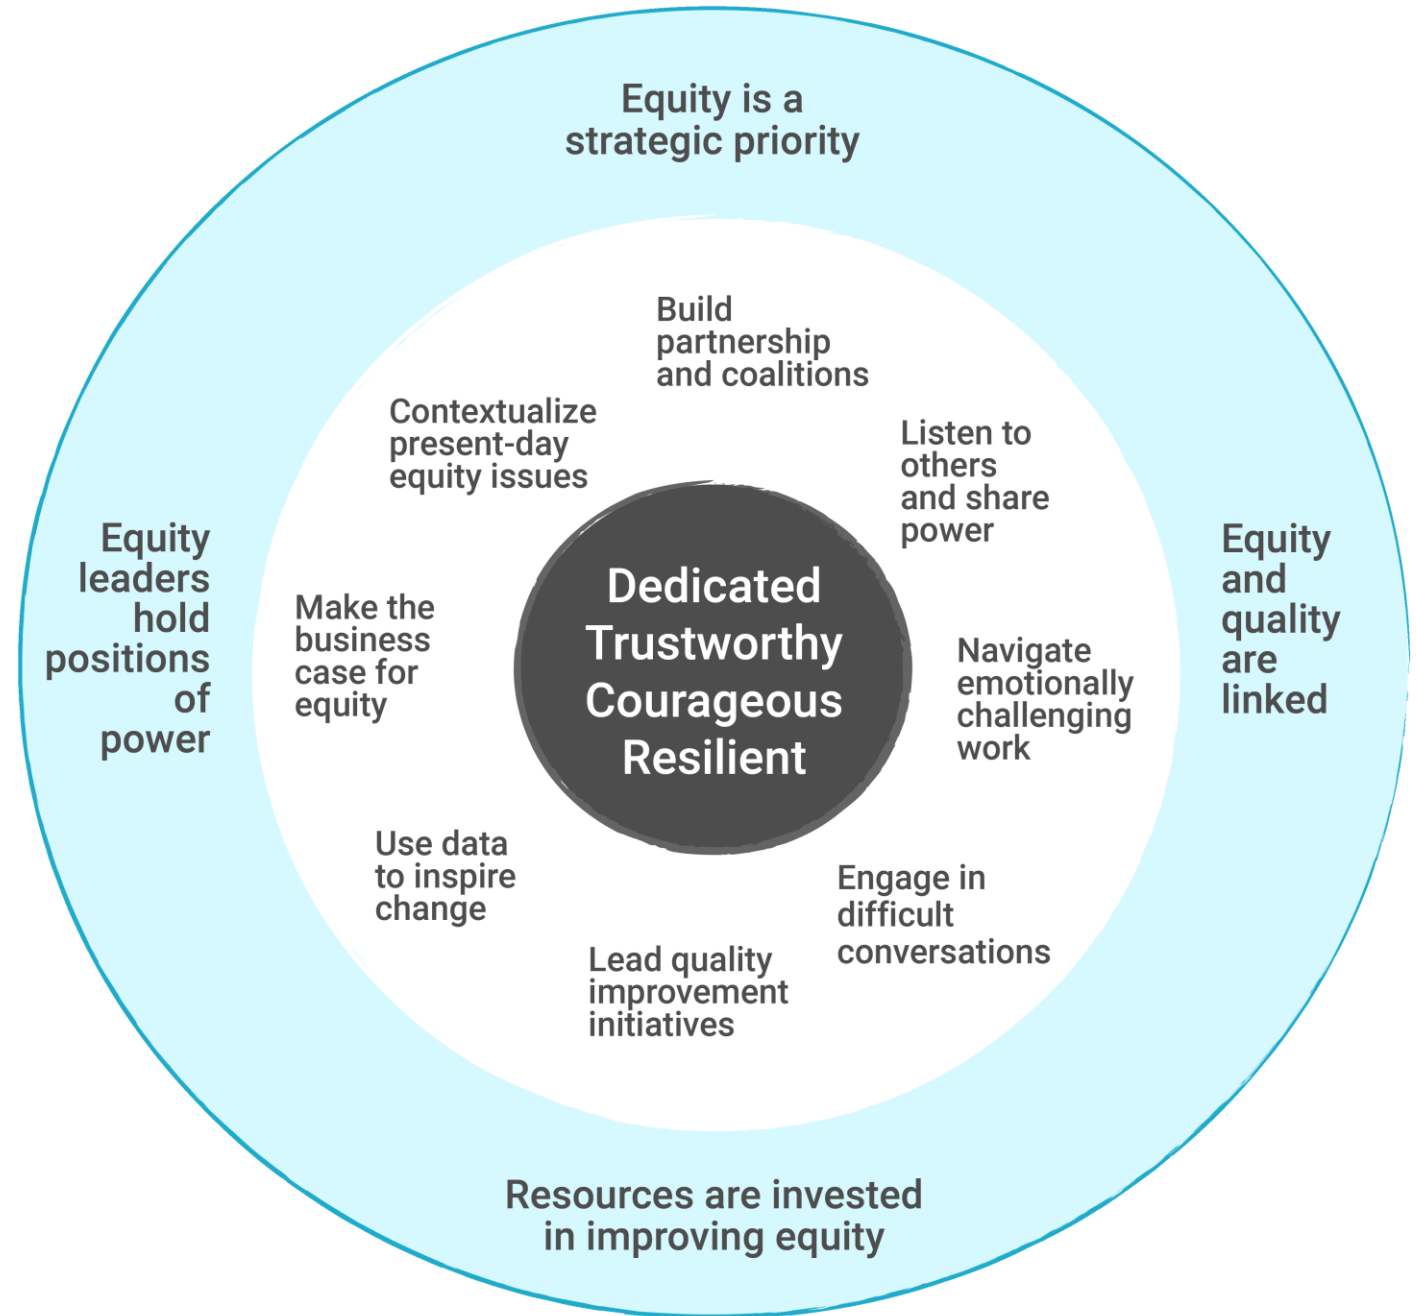 Equity is a
strategic priority
Build
partnership
and coalitions
Contextualize
present-day
equity issues
Listen to
others
and share
power
Equity
leaders
hold
positions
of
power
Make the
business
case for
equity
Dedicated
Trustworthy
Courageous
Resilient
Navigate
emotionally
challenging
work
Equity
and
quality
are
linked
Use data
to inspire
change
Engage in
difficult
conversations
Lead quality
improvement
initiatives
Resources are invested
in improving equity